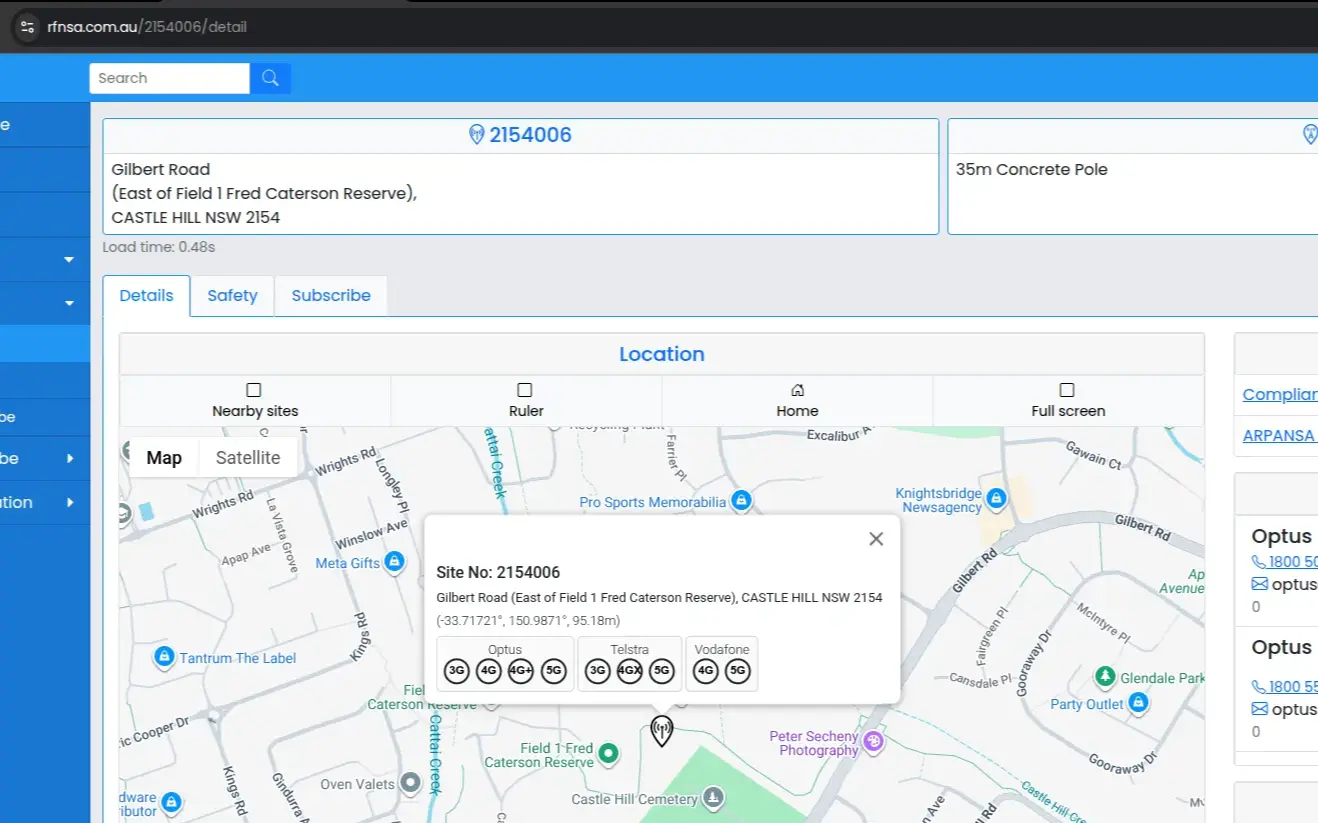 rfnsa.com.au/2154006/detail
Search
e
2154006
Gilbert Road
(East of Field 1 Fred Caterson Reserve),
CASTLE HILL NSW 2154
35m Concrete Pole
Load time: 0.48s
Details
Safety
Subscribe
Location
Nearby sites
Ruler
Home
Full screen
be
be
ution
Complian
ARPANSA
Map
Satellite
Excalibur A
attai Creek
Farrier Pl
Gawain Ct
Wrights Rd
Longley Pl
Wrights Rd
La Vista Grove
Winslow Ave
Apap Ave
Meta Gifts
Pro Sports Memorabilia
Knightsbridge
Newsagency
Gilbert Rd
Gilbert Rd
Site No: 2154006
Gilbert Road (East of Field 1 Fred Caterson Reserve), CASTLE HILL NSW 2154
(-33.71721°, 150.9871°, 95.18m)
Optus
3G
4G
4G+
5G
Telstra
3G
4GX
5G
Vodafone
4G
5G
Ap
Avenue
McIntyre Pl
Fairgreen Pl
Gooraway Dr
Cansdale Pl
Glendale Park
Party Outlet
Kings Rd
Tantrum The Label
Fiel
Caterson Reserve
ric Cooper Dr
Cattai Creek
Field 1 Fred
Caterson Reserve
Peter Secheny
Photography
Gooraway Dr
Kings Rd
Gindurra A
Oven Valets
Castle Hill Cemetery
Castle Hill Cre
dware
ibutor
n Ave
Rd
Optus
1800 50
optus
0
Optus
1800 55
optus
0